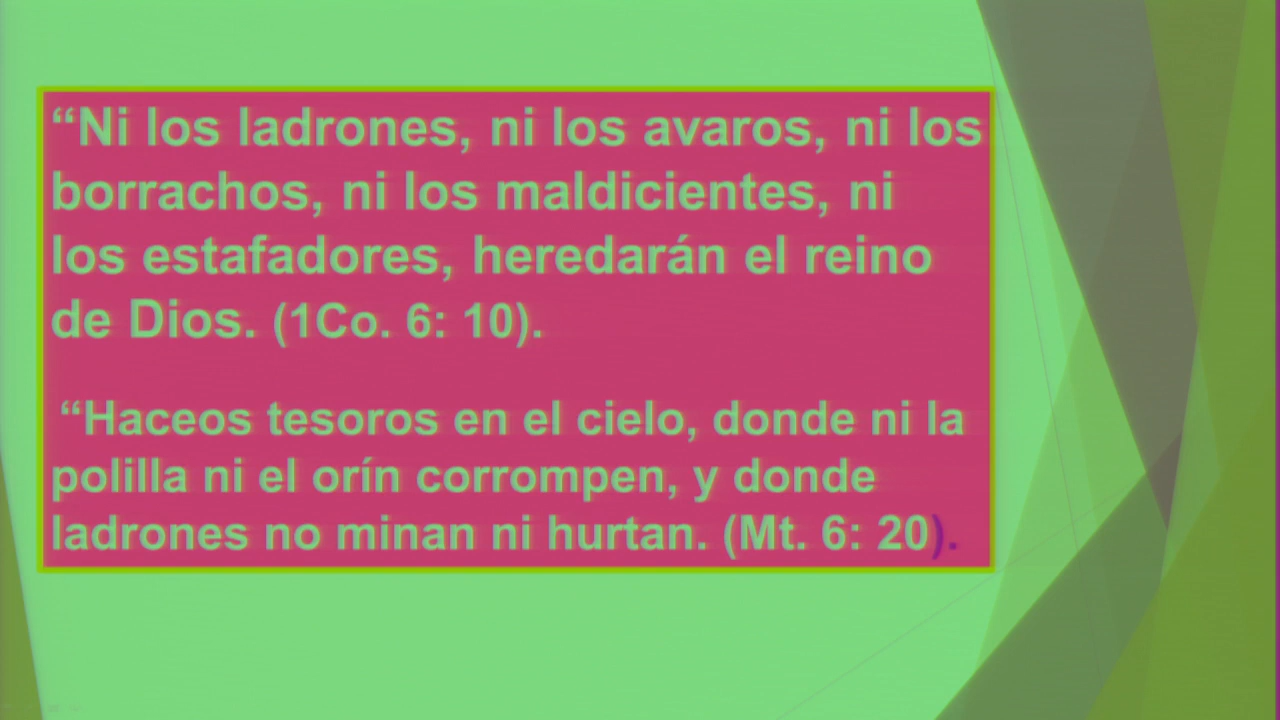 “Ni los ladrones, ni los avaros, ni los
borrachos, ni los maldicientes, ni
los estafadores, heredarán el reino
de Dios. (1Co. 6: 10).
“Haceos tesoros en el cielo, donde ni la
polilla ni el orín corrompen, y donde
ladrones no minan ni hurtan. (Mt. 6: 20).